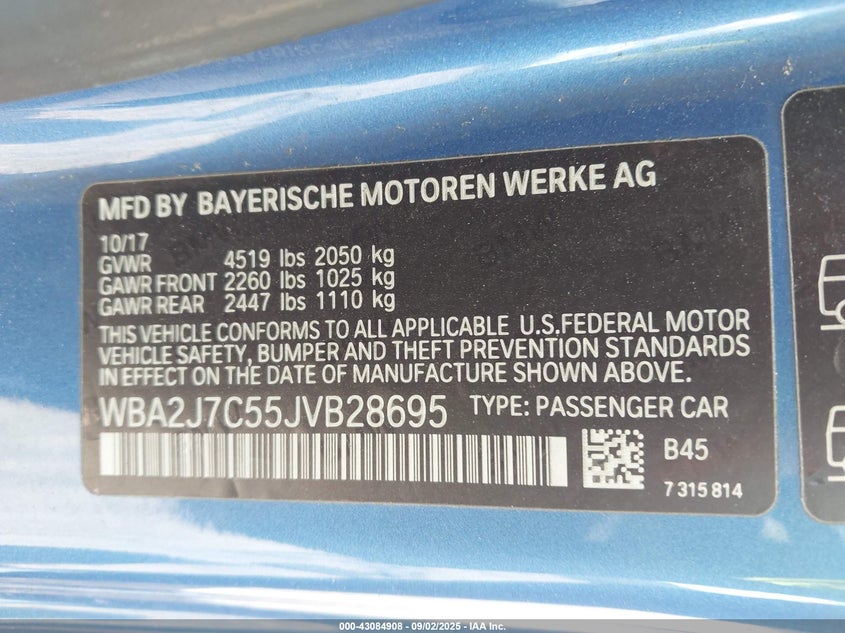 MFD BY BAYERISCHE MOTOREN WERKE AG
10/17
GVWR 4519 lbs 2050 kg
GAWR FRONT 2260 lbs 1025 kg
GAWR REAR 2447 lbs 1110 kg
THIS VEHICLE CONFORMS TO ALL APPLICABLE U.S.FEDERAL MOTOR
VEHICLE SAFETY, BUMPER AND THEFT PREVENTION STANDARDS
IN EFFECT ON THE DATE OF MANUFACTURE SHOWN ABOVE.
WBA2J7C55JVB28695 TYPE: PASSENGER CAR
B45
7 315 814
000-43084908 - 09/02/2025 - IAA Inc.